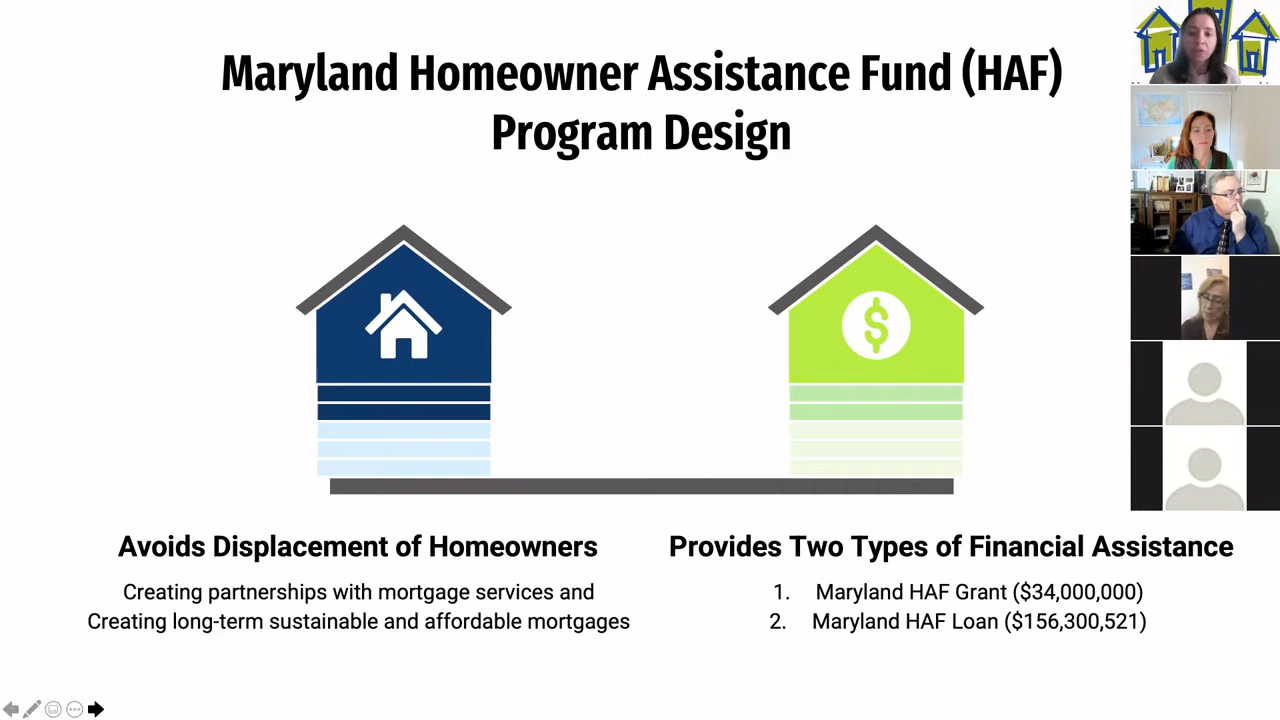 Maryland Homeowner Assistance Fund (HAF)
Program Design
Avoids Displacement of Homeowners
Creating partnerships with mortgage services and
Creating long-term sustainable and affordable mortgages
Provides Two Types of Financial Assistance
1. Maryland HAF Grant ($34,000,000)
2. Maryland HAF Loan ($156,300,521)